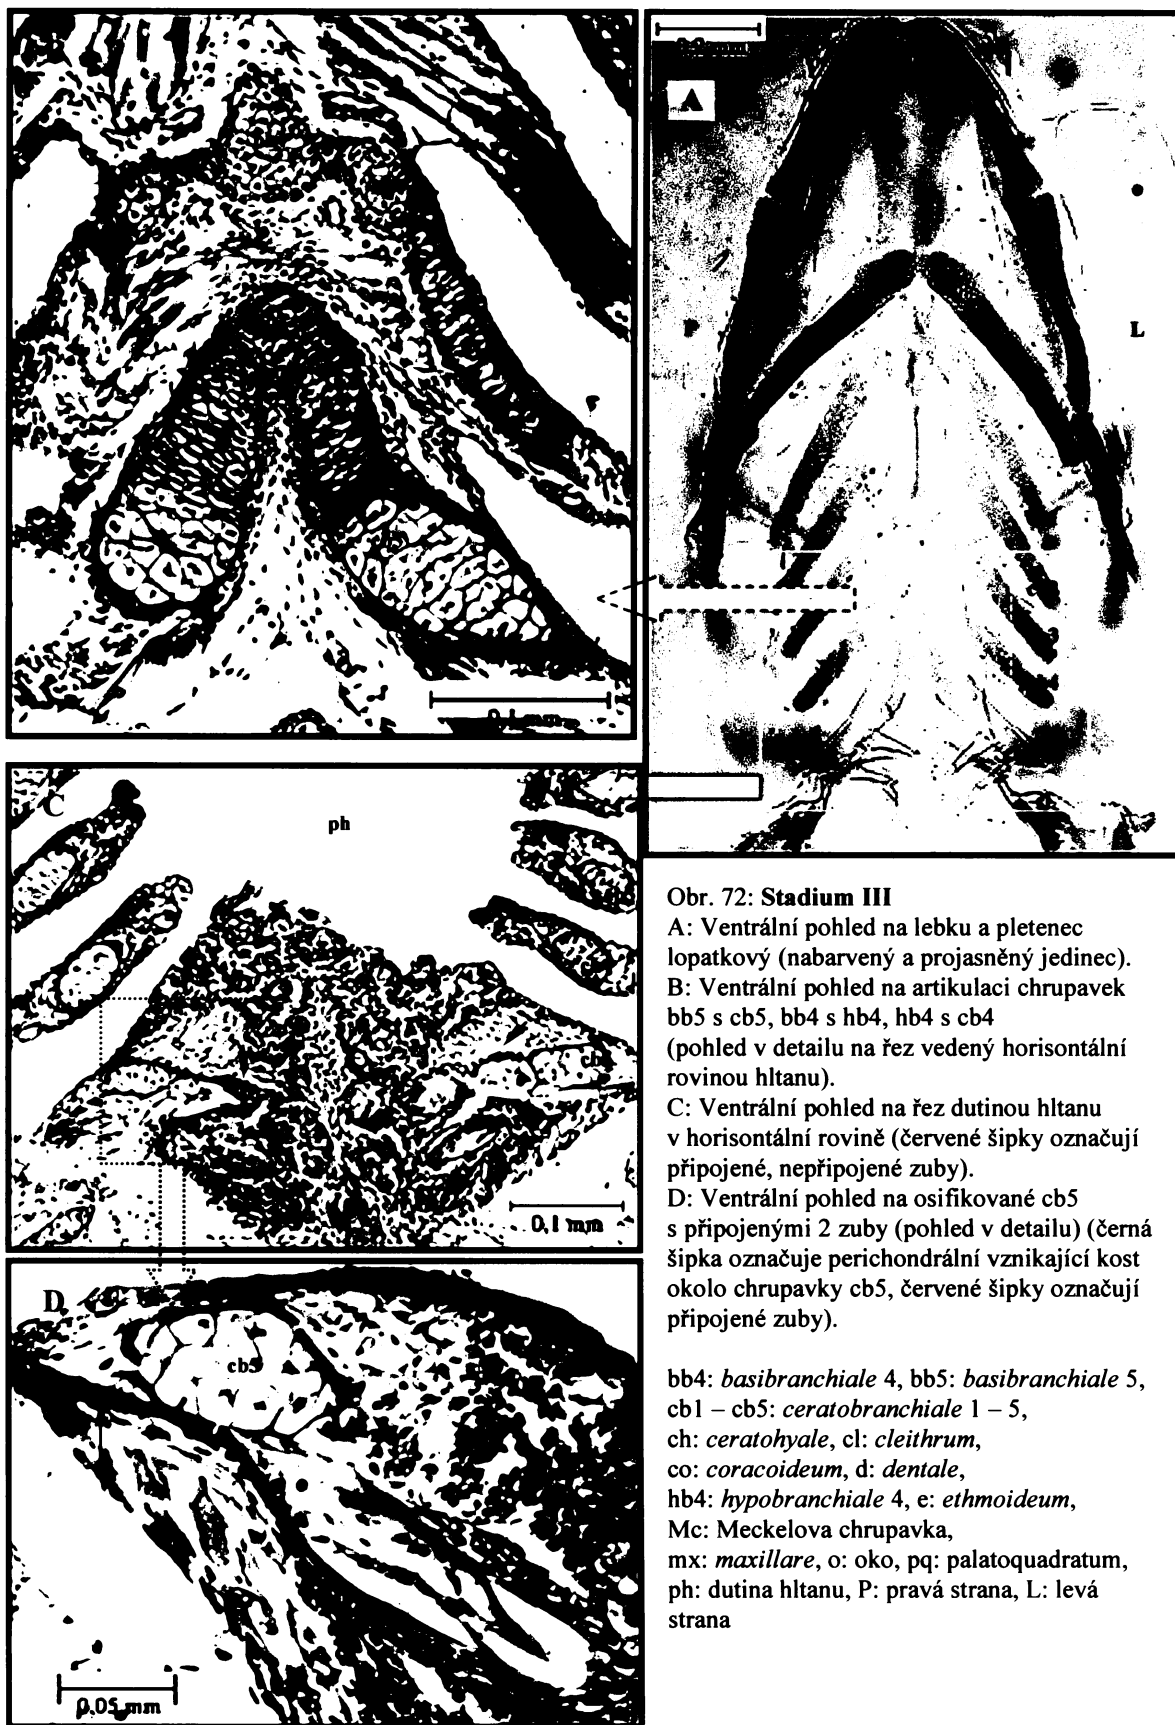 B
A
P
L
0.1 mm
C
ph
cb5
0.1 mm
D
cb5
0.05 mm
Obr. 72: Stadium III
A: Ventrální pohled na lebku a pletenec
lopatkový (nabarvený a projasněný jedinec).
B: Ventrální pohled na artikulaci chrupavek
bb5 s cb5, bb4 s hb4, hb4 s cb4
(pohled v detailu na řez vedený horisontální
rovinou hltanu).
C: Ventrální pohled na řez dutinou hltanu
v horisontální rovině (červené šipky označují
připojené, nepřipojené zuby).
D: Ventrální pohled na osifikované cb5
s připojenými 2 zuby (pohled v detailu) (černá
šipka označuje perichondrální vznikající kost
okolo chrupavky cb5, červené šipky označují
připojené zuby).
bb4: basibranchiale 4, bb5: basibranchiale 5,
cb1 – cb5: ceratobranchiale 1 – 5,
ch: ceratohyale, cl: cleithrum,
co: coracoideum, d: dentale,
hb4: hypobranchiale 4, e: ethmoideum,
Mc: Meckelova chrupavka,
mx: maxillare, o: oko, pq: palatoquadratum,
ph: dutina hltanu, P: pravá strana, L: levá
strana